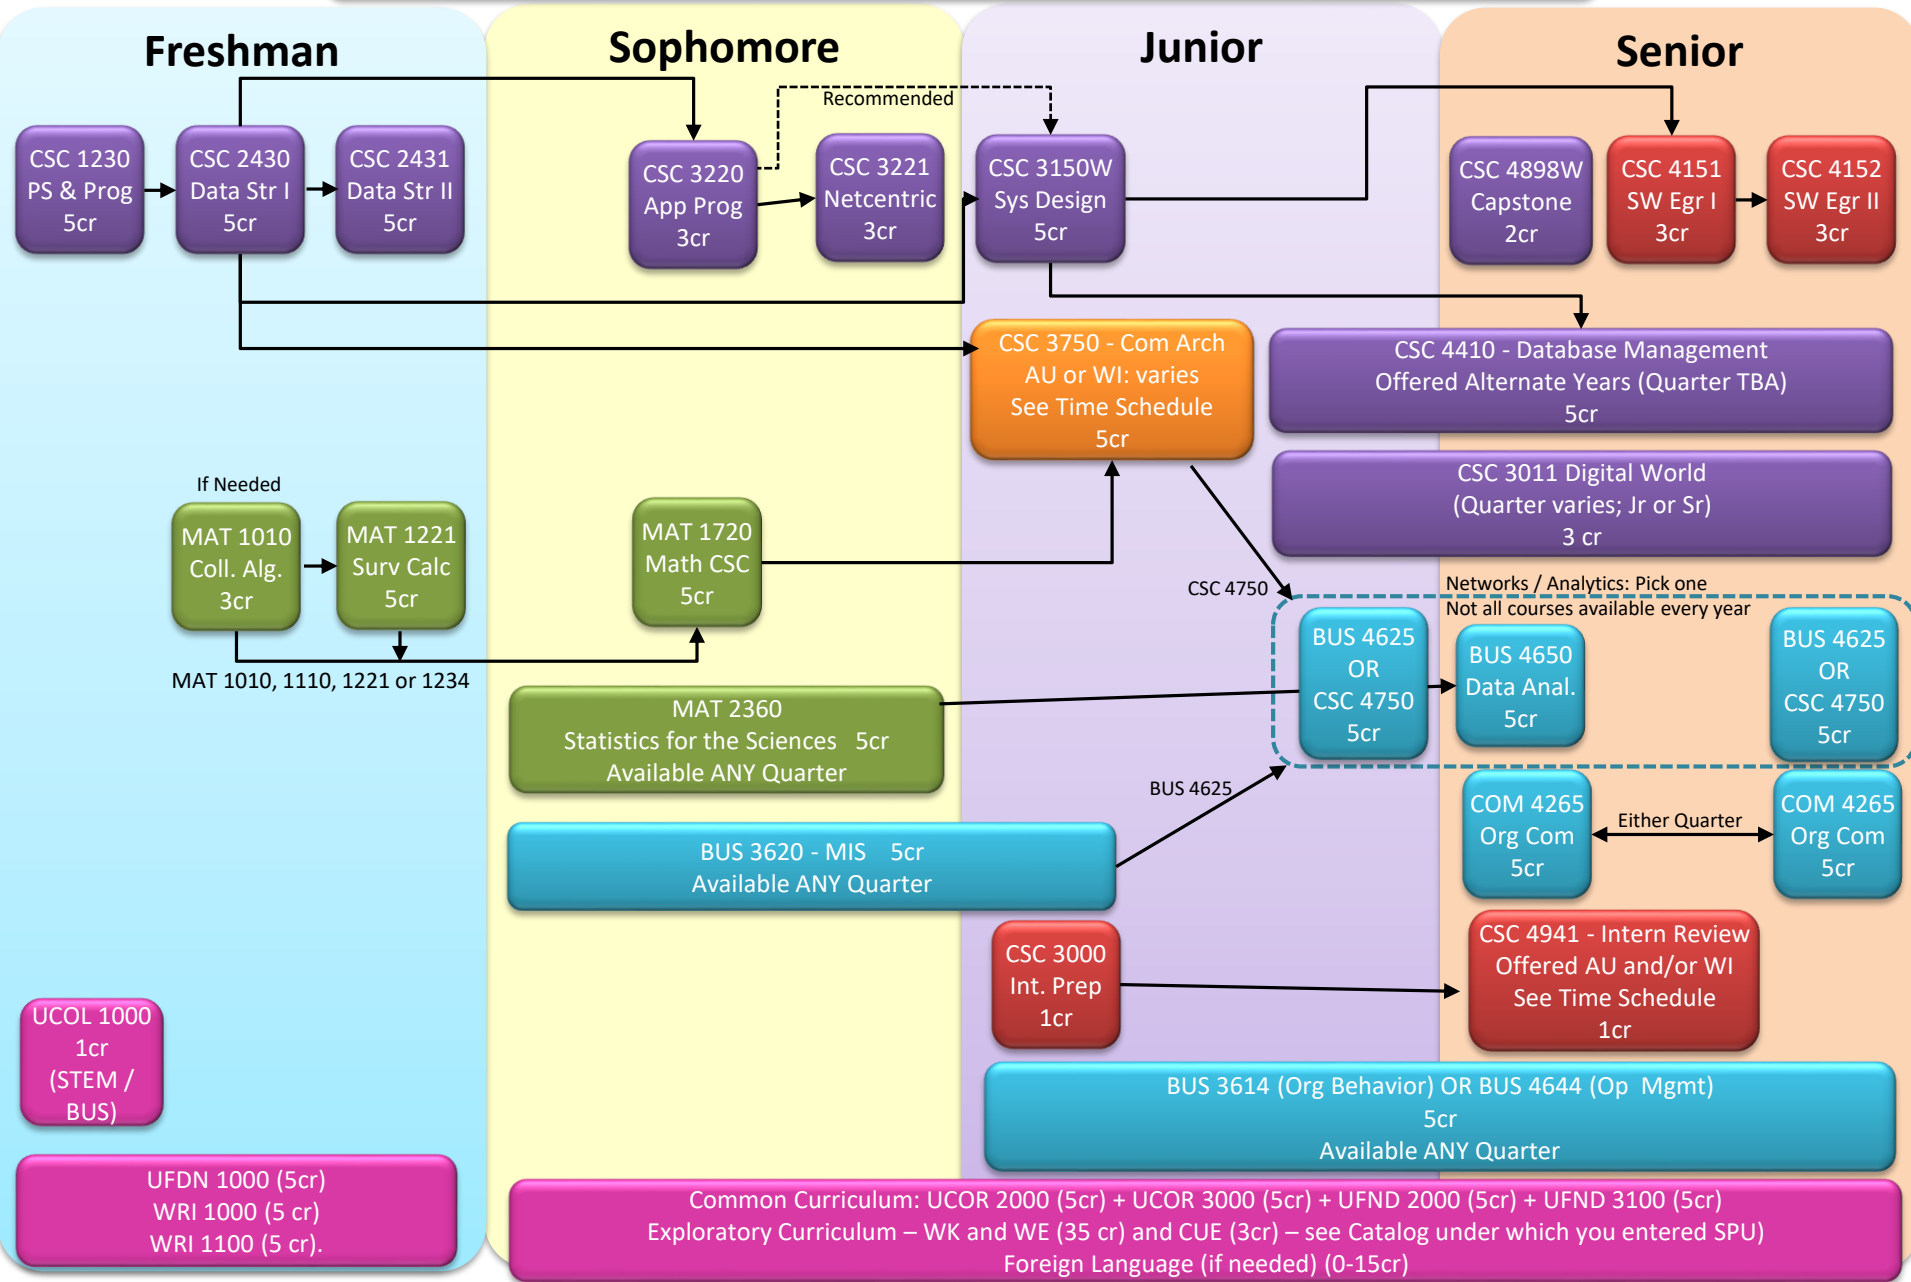 Freshman
Sophomore
Junior
Senior
Recommended
CSC 1230
PS & Prog
5cr
CSC 2430
Data Str I
5cr
CSC 2431
Data Str II
5cr
CSC 3220
App Prog
3cr
CSC 3221
Netcentric
3cr
CSC 3150W
Sys Design
5cr
CSC 4898W
Capstone
2cr
CSC 4151
SW Egr I
3cr
CSC 4152
SW Egr II
3cr
CSC 3750 - Com Arch
AU or WI: varies
See Time Schedule
5cr
CSC 4410 - Database Management
Offered Alternate Years (Quarter TBA)
5cr
CSC 3011 Digital World
(Quarter varies; Jr or Sr)
3 cr
If Needed
MAT 1010
Coll. Alg.
3cr
MAT 1221
Surv Calc
5cr
MAT 1010, 1110, 1221 or 1234
MAT 1720
Math CSC
5cr
CSC 4750
Networks / Analytics: Pick one
Not all courses available every year
BUS 4625
OR
CSC 4750
5cr
BUS 4650
Data Anal.
5cr
BUS 4625
OR
CSC 4750
5cr
MAT 2360
Statistics for the Sciences 5cr
Available ANY Quarter
BUS 4625
BUS 3620 - MIS 5cr
Available ANY Quarter
COM 4265
Org Com
5cr
Either Quarter
COM 4265
Org Com
5cr
CSC 3000
Int. Prep
1cr
CSC 4941 - Intern Review
Offered AU and/or WI
See Time Schedule
1cr
UCOL 1000
1cr
(STEM /
BUS)
BUS 3614 (Org Behavior) OR BUS 4644 (Op Mgmt)
5cr
Available ANY Quarter
UFDN 1000 (5cr)
WRI 1000 (5 cr)
WRI 1100 (5 cr).
Common Curriculum: UCOR 2000 (5cr) + UCOR 3000 (5cr) + UFND 2000 (5cr) + UFND 3100 (5cr)
Exploratory Curriculum – WK and WE (35 cr) and CUE (3cr) – see Catalog under which you entered SPU)
Foreign Language (if needed) (0-15cr)